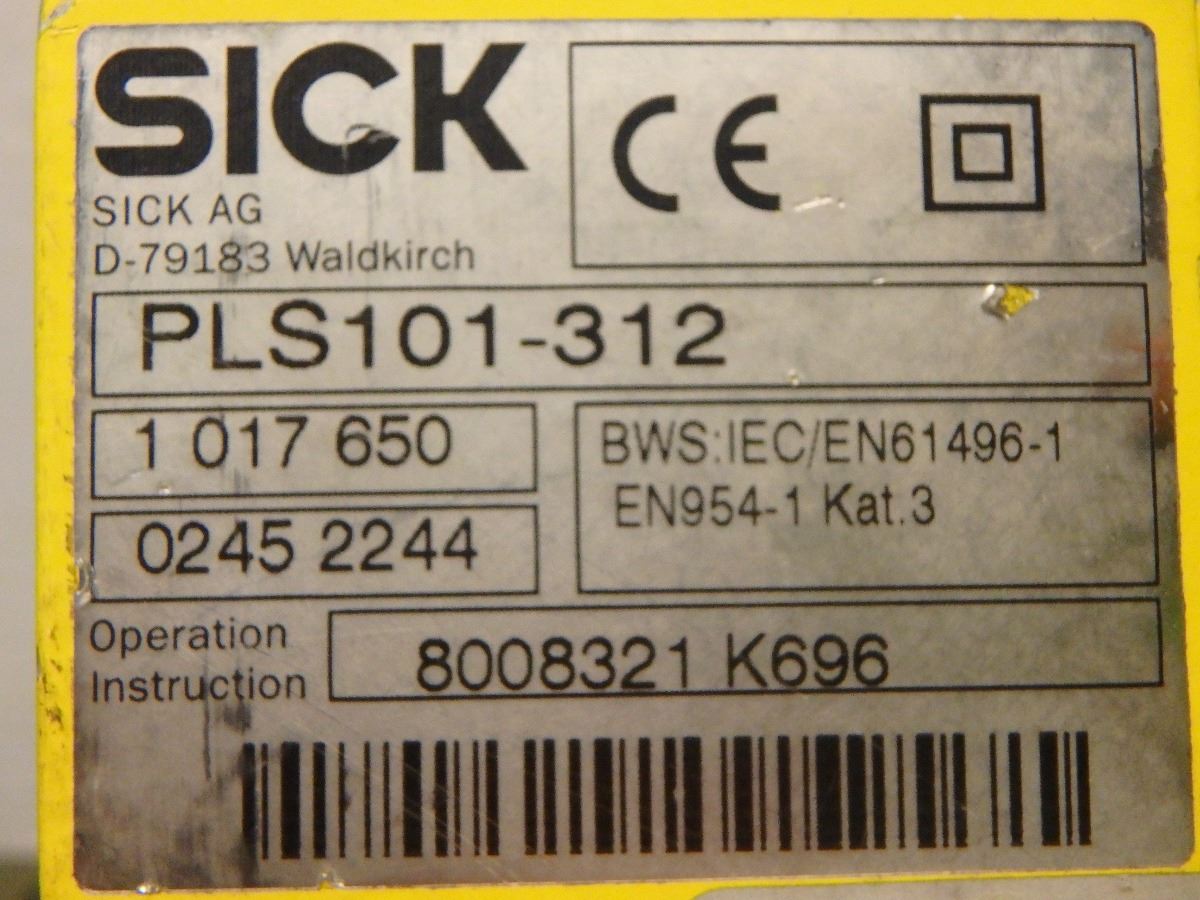 SICK
SICK AG
D-79183 Waldkirch
CE
PLS101-312
1 017 650
0245 2244
BWS:IEC/EN61496-1
EN954-1 Kat.3
Operation
Instruction
8008321 K696